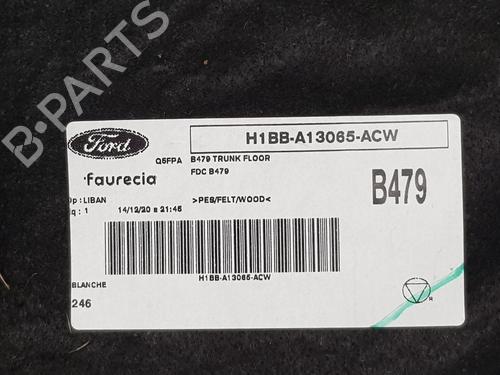 B-PARTS
Ford
H1BB-A13065-ACW
Q5FPA
B479 TRUNK FLOOR
FDC B479
faurecia
B479
Op : LIBAN
>PES/FELT/WOOD<
tq : 1
14/12/20 a 21:45
H1BB-A13065-ACW
BLANCHE
246
R